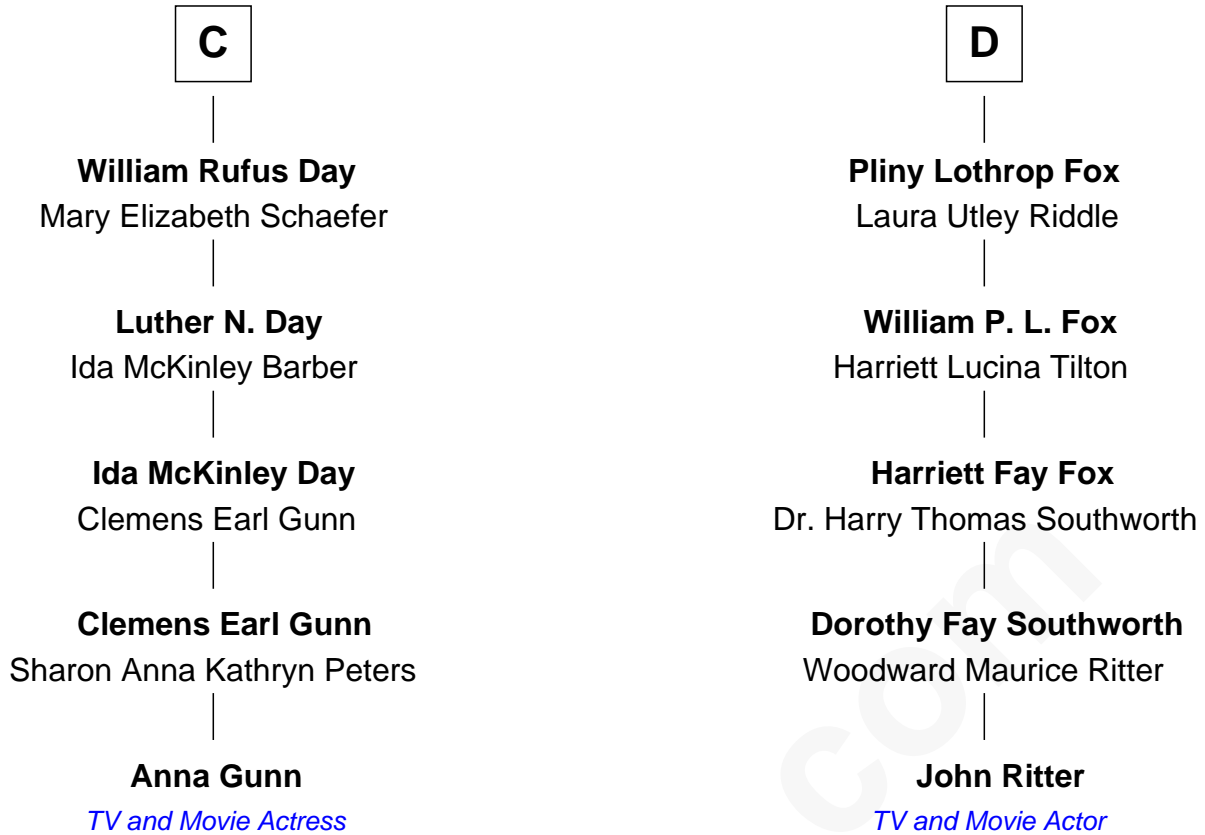 C
William Rufus Day
Mary Elizabeth Schaefer
Luther N. Day
Ida McKinley Barber
Ida McKinley Day
Clemens Earl Gunn
Clemens Earl Gunn
Sharon Anna Kathryn Peters
Anna Gunn
TV and Movie Actress
D
Pliny Lothrop Fox
Laura Utley Riddle
William P. L. Fox
Harriett Lucina Tilton
Harriett Fay Fox
Dr. Harry Thomas Southworth
Dorothy Fay Southworth
Woodward Maurice Ritter
John Ritter
TV and Movie Actor
com